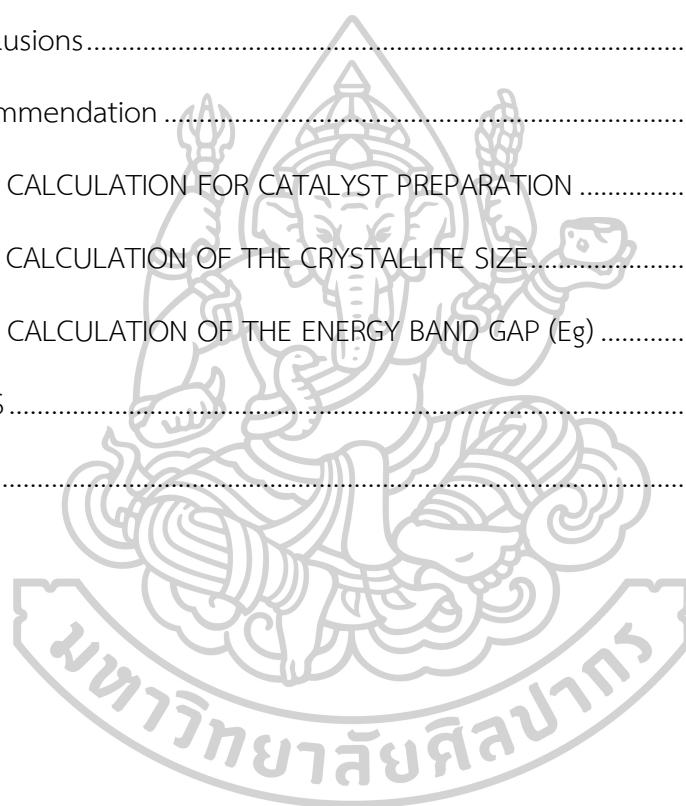 lusions
mmendation
CALCULATION FOR CATALYST PREPARATION
CALCULATION OF THE CRYSTALLITE SIZE
CALCULATION OF THE ENERGY BAND GAP (Eg)
S
มหาวิทยาลัยศิลปากร